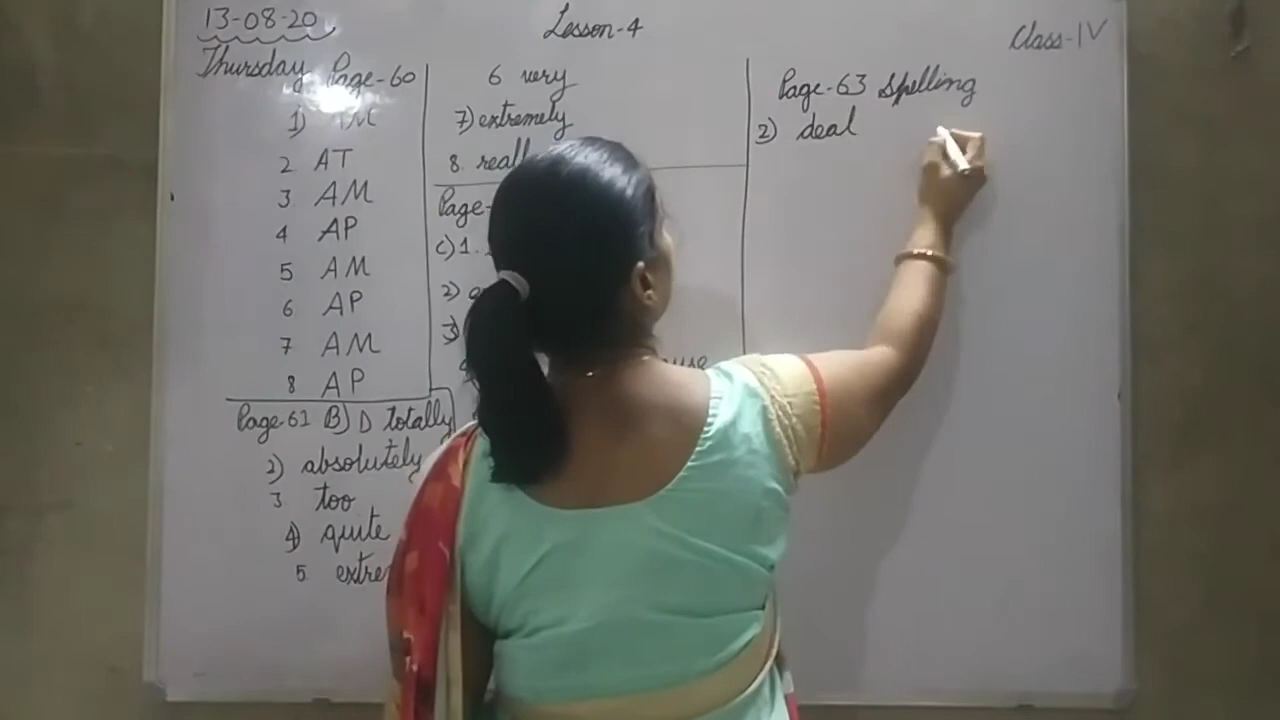 13-08-20
Lesson-4
Class-IV
Thursday Page-60
1) AM
2 AT
3 AM
4 AP
5 AM
6 AP
7 AM
8 AP
Page-61 B) 1) totally
2) absolutely
3 too
4) quite
5.
6 very
7) extremely
8.
Page-
c) 1.
2)
3)
Page-63 Spelling
2) deal